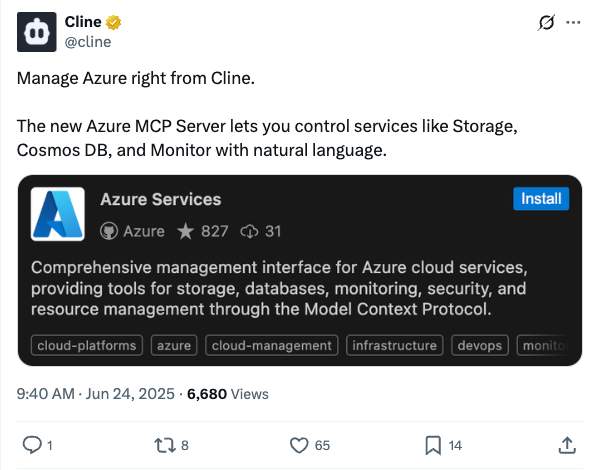 Cline
@cline
Manage Azure right from Cline.
The new Azure MCP Server lets you control services like Storage,
Cosmos DB, and Monitor with natural language.
Azure Services
Install
Azure 827 31
Comprehensive management interface for Azure cloud services,
providing tools for storage, databases, monitoring, security, and
resource management through the Model Context Protocol.
cloud-platforms azure cloud-management infrastructure devops
9:40 AM · Jun 24, 2025 · 6,680 Views
1 8 65 14